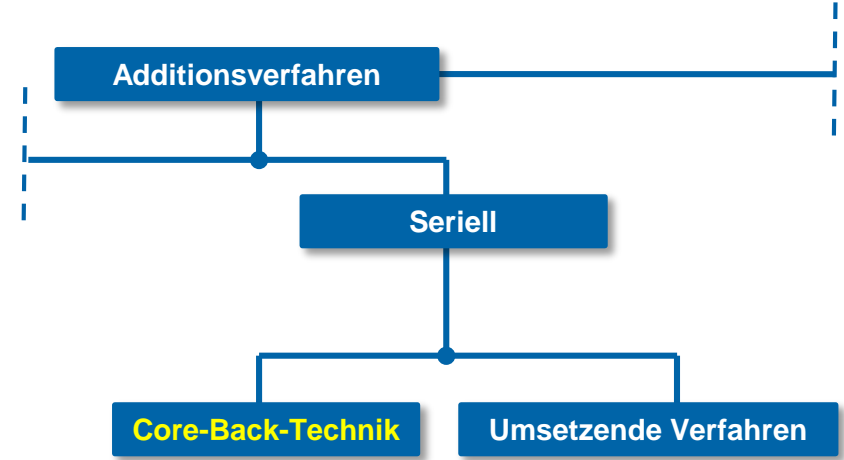 Additionsverfahren
Seriell
Core-Back-Technik
Umsetzende Verfahren